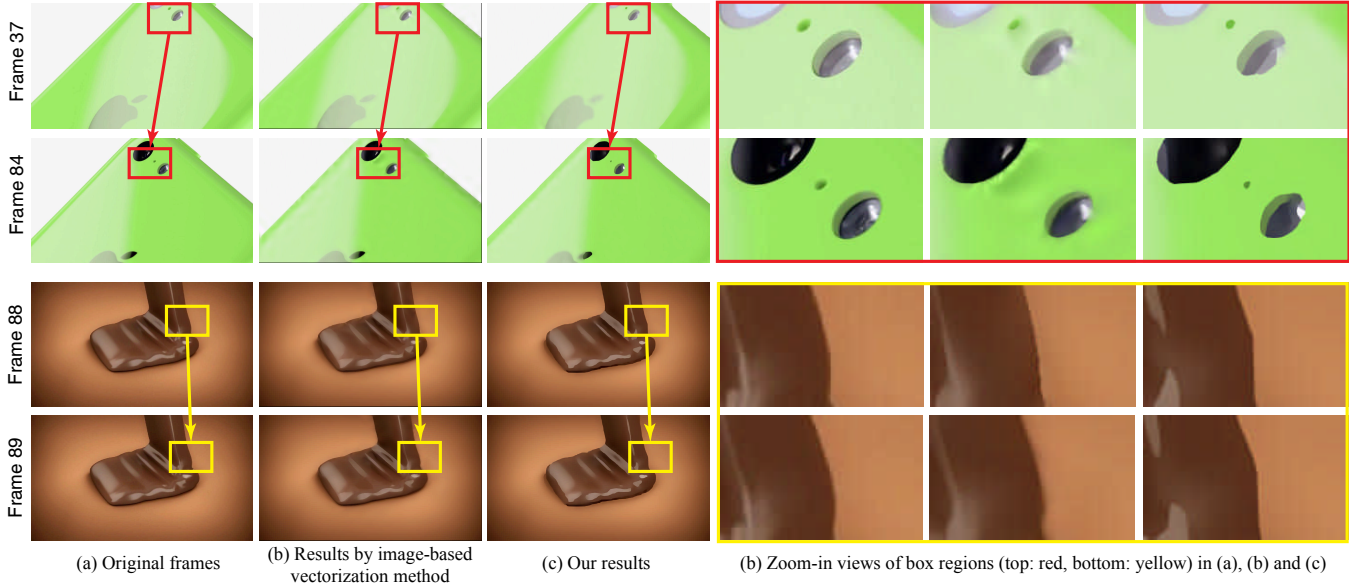 Frame 37
Frame 84
Frame 88
Frame 89
(a) Original frames
(b) Results by image-based
vectorization method
(c) Our results
(b) Zoom-in views of box regions (top: red, bottom: yellow) in (a), (b) and (c)